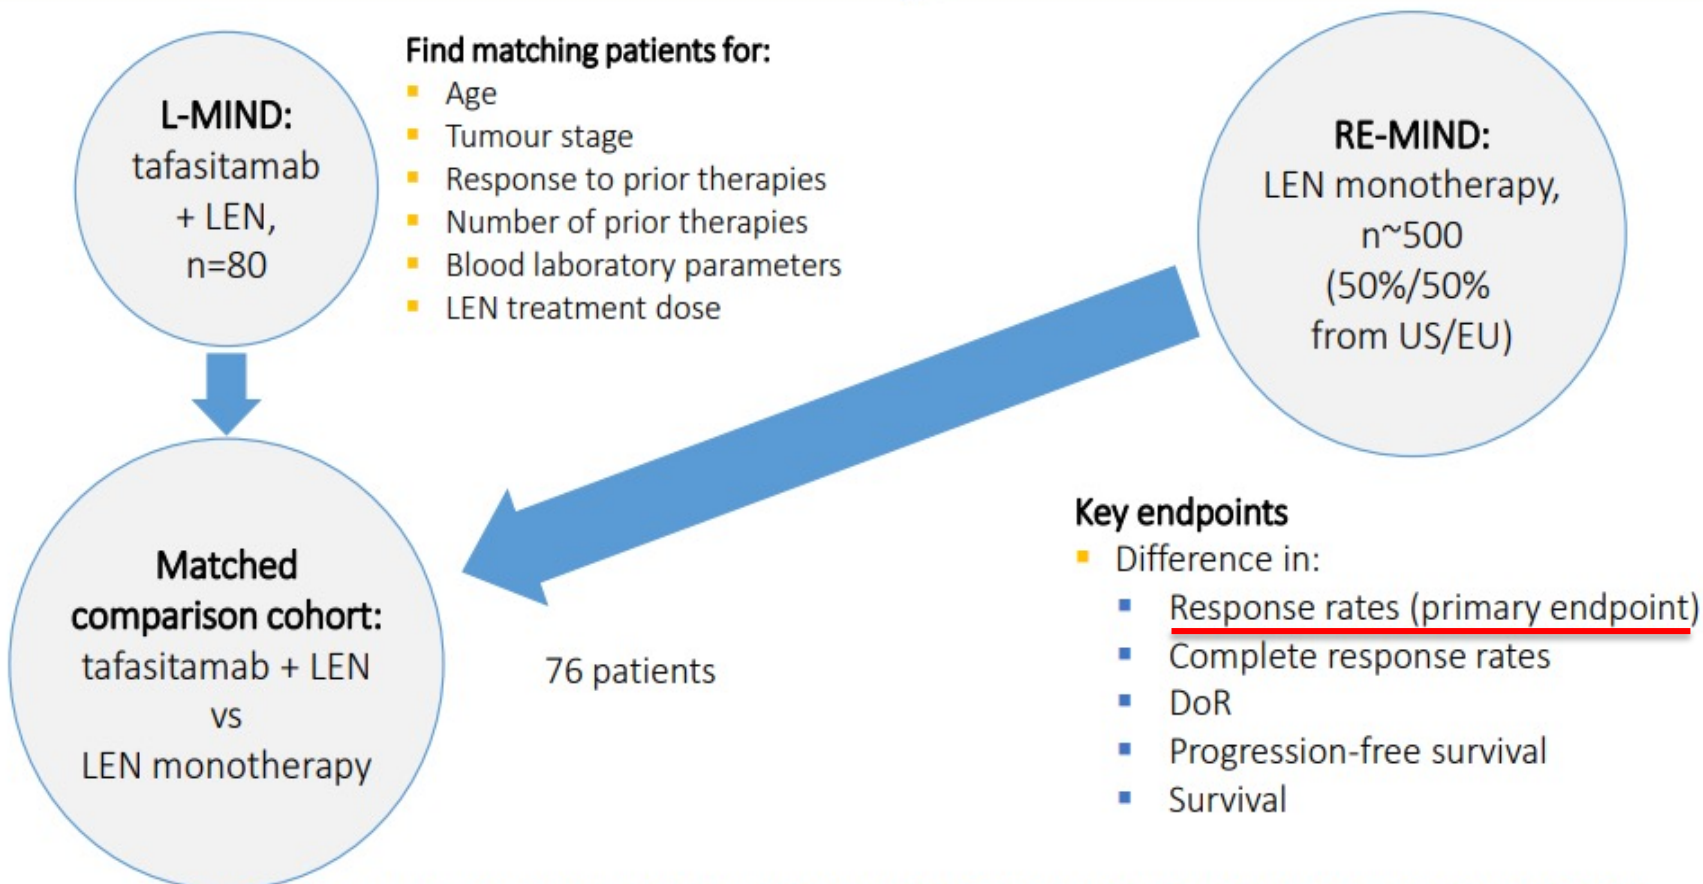 L-MIND:
tafasitamab
+ LEN,
n=80
Find matching patients for:
Age
Tumour stage
Response to prior therapies
Number of prior therapies
Blood laboratory parameters
LEN treatment dose
RE-MIND:
LEN monotherapy,
n~500
(50%/50%
from US/EU)
Matched
comparison cohort:
tafasitamab + LEN
vs
LEN monotherapy
76 patients
Key endpoints
Difference in:
Response rates (primary endpoint)
Complete response rates
DoR
Progression-free survival
Survival